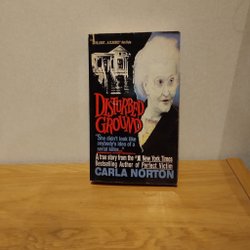 DISTURBED
GROUND
"She didn't look like
anybody's idea of a
serial killer..."
A true story from the #1 New York Times
Bestselling Author of Perfect Victim
CARLA NORTON